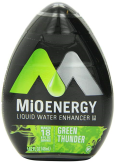 MiOENERGY
LIQUID WATER ENHANCER
18
GREEN
THUNDER